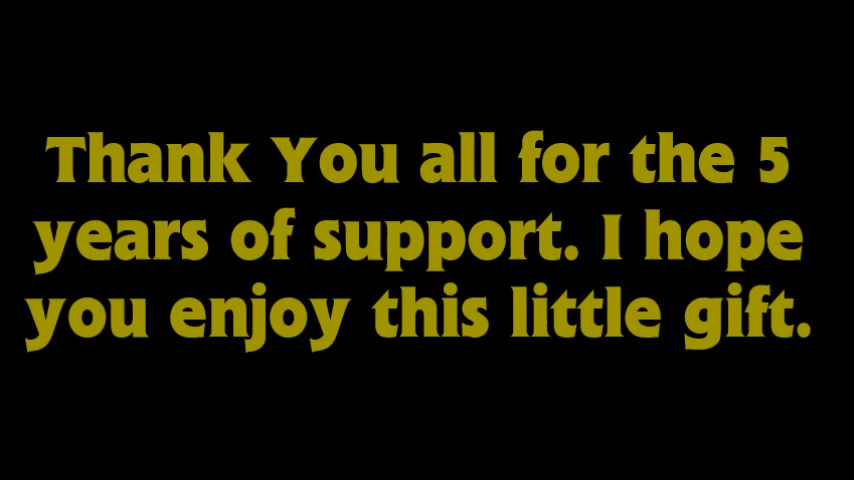 Thank You all for the 5
years of support. I hope
you enjoy this little gift.